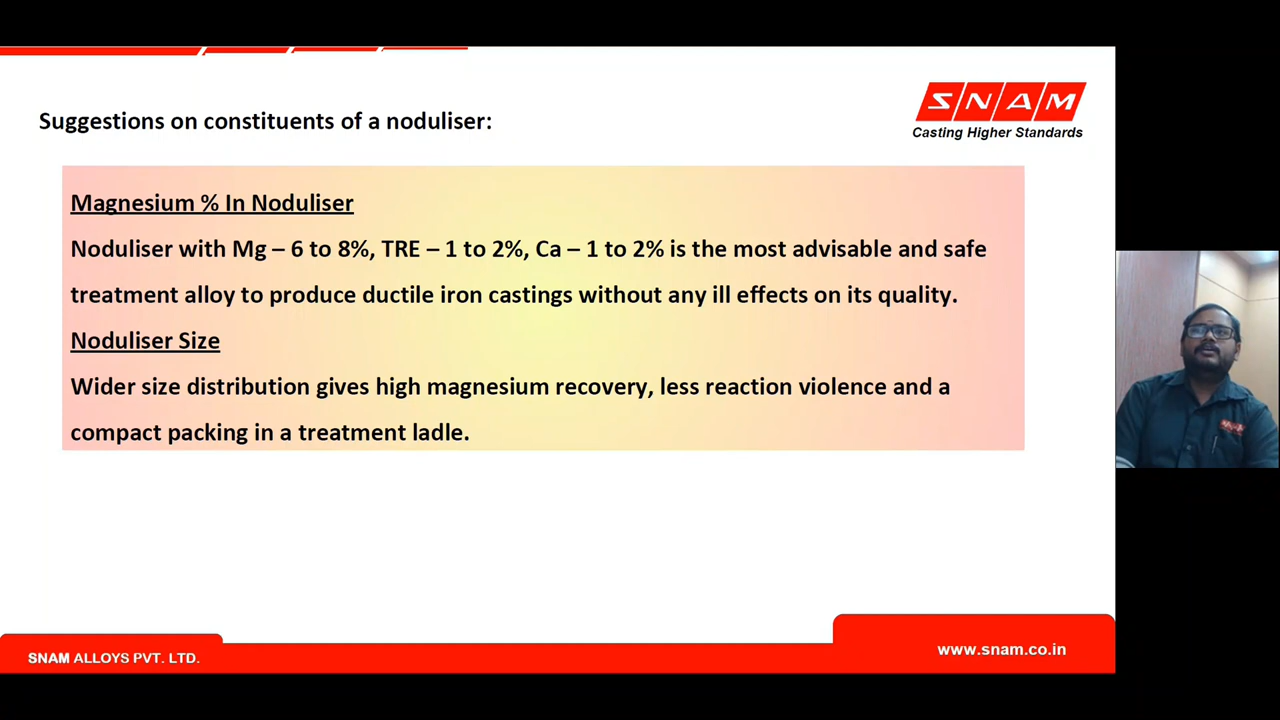 SNAM
Casting Higher Standards
Suggestions on constituents of a noduliser:
Magnesium % In Noduliser
Noduliser with Mg – 6 to 8%, TRE – 1 to 2%, Ca – 1 to 2% is the most advisable and safe
treatment alloy to produce ductile iron castings without any ill effects on its quality.
Noduliser Size
Wider size distribution gives high magnesium recovery, less reaction violence and a
compact packing in a treatment ladle.
SNAM ALLOYS PVT. LTD.
www.snam.co.in